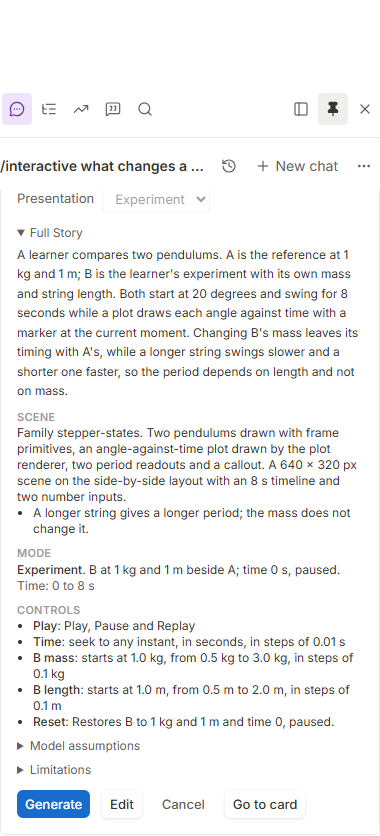 /interactive what changes a ...
New chat
Presentation
Experiment
Full Story
A learner compares two pendulums. A is the reference at 1
kg and 1 m; B is the learner's experiment with its own mass
and string length. Both start at 20 degrees and swing for 8
seconds while a plot draws each angle against time with a
marker at the current moment. Changing B's mass leaves its
timing with A's, while a longer string swings slower and a
shorter one faster, so the period depends on length and not
on mass.
SCENE
Family stepper-states. Two pendulums drawn with frame
primitives, an angle-against-time plot drawn by the plot
renderer, two period readouts and a callout. A 640 × 320 px
scene on the side-by-side layout with an 8 s timeline and
two number inputs.
• A longer string gives a longer period; the mass does not
change it.
MODE
Experiment. B at 1 kg and 1 m beside A; time 0 s, paused.
Time: 0 to 8 s
CONTROLS
• Play: Play, Pause and Replay
• Time: seek to any instant, in seconds, in steps of 0.01 s
• B mass: starts at 1.0 kg, from 0.5 kg to 3.0 kg, in steps of
0.1 kg
• B length: starts at 1.0 m, from 0.5 m to 2.0 m, in steps of
0.1 m
• Reset: Restores B to 1 kg and 1 m and time 0, paused.
Model assumptions
Limitations
Generate
Edit
Cancel
Go to card